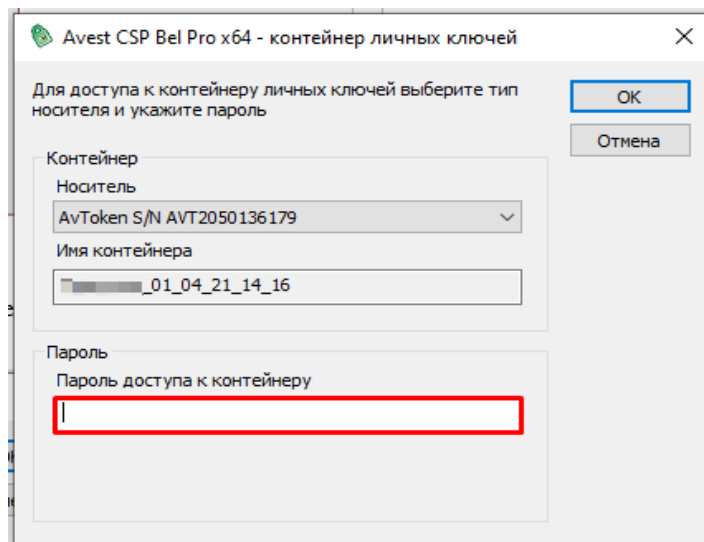 Avest CSP Bel Pro x64 - контейнер личных ключей
Для доступа к контейнеру личных ключей выберите тип
носителя и укажите пароль
OK
Отмена
Контейнер
Носитель
AvToken S/N AVT2050136179
Имя контейнера
_01_04_21_14_16
Пароль
Пароль доступа к контейнеру